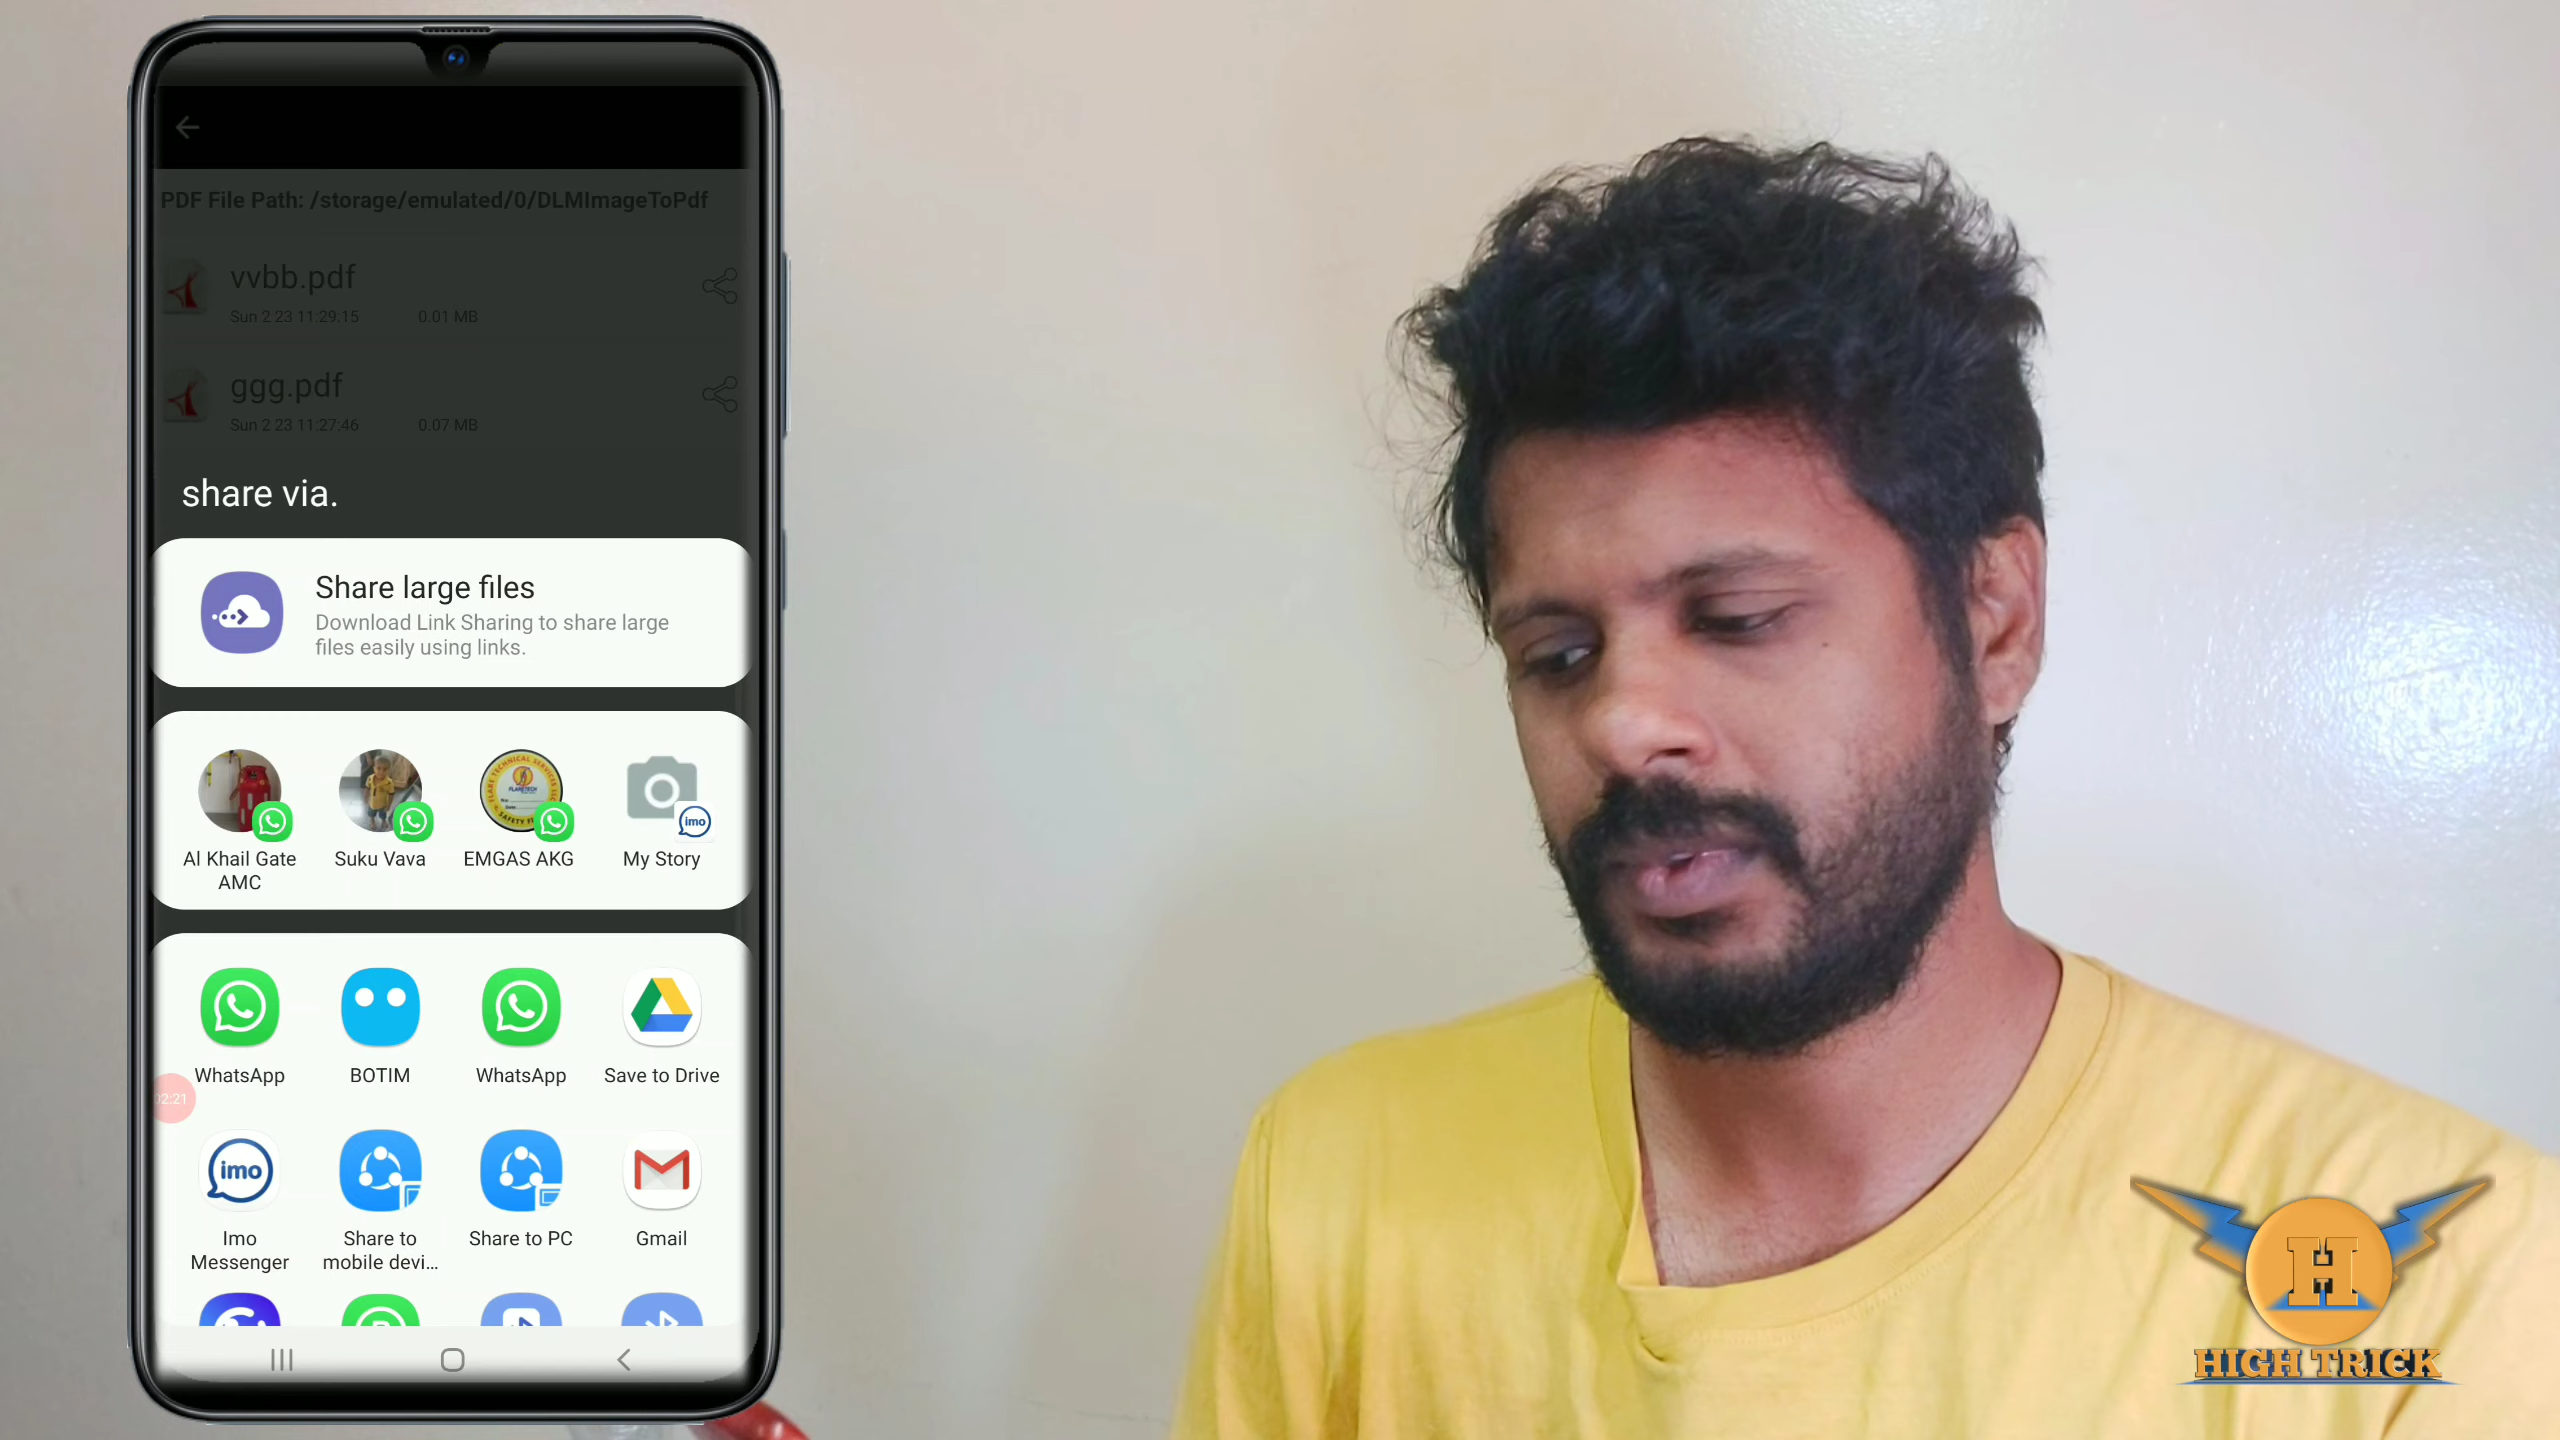 PDF File Path: /storage/emulated/0/DLMImageToPdf
vvbb.pdf
Sun 2 23 11:29:15 0.01 MB
ggg.pdf
Sun 2 23 11:27:46 0.07 MB
share via.
Share large files
Download Link Sharing to share large
files easily using links.
imo
Al Khail Gate
AMC
Suku Vava
EMGAS AKG
My Story
WhatsApp
BOTIM
WhatsApp
Save to Drive
02:21
imo
Imo
Messenger
Share to
mobile devi...
Share to PC
Gmail
H
HIGH TRICK